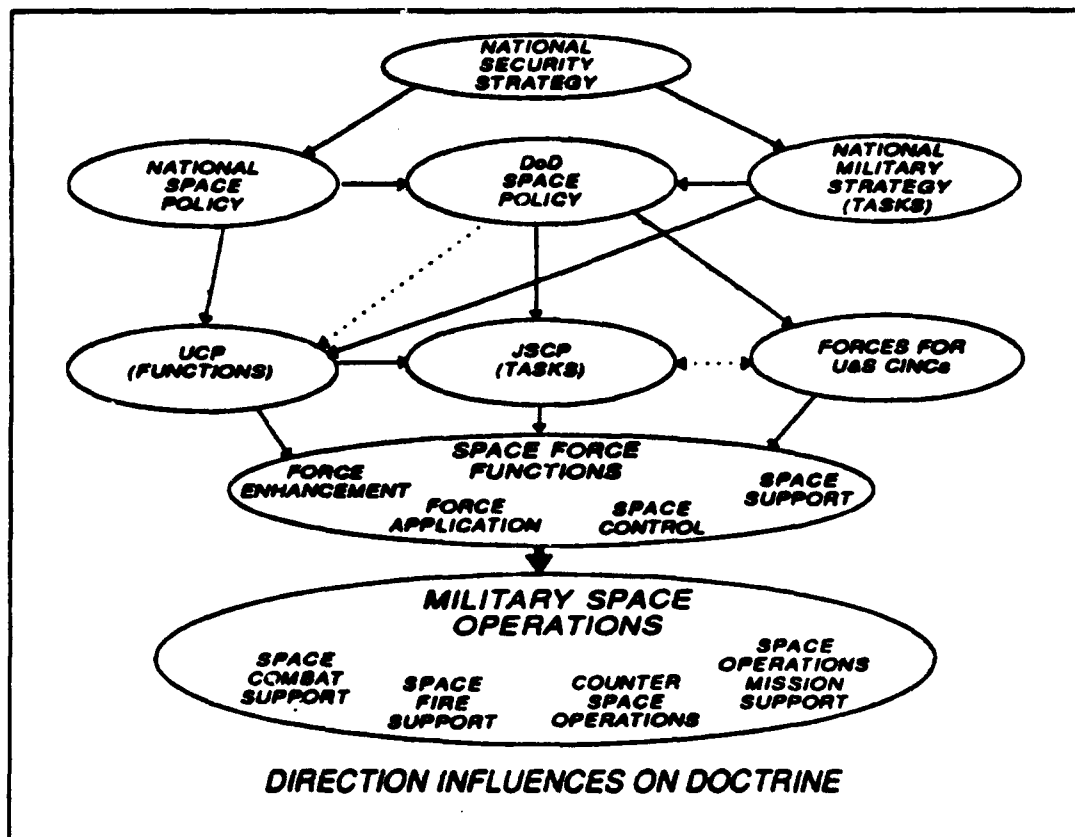 NATIONAL
SECURITY
STRATEGY
NATIONAL
SPACE
POLICY
DoD
SPACE
POLICY
NATIONAL
MILITARY
STRATEGY
(TASKS)
UCP
(FUNCTIONS)
JSCP
(TASKS)
FORCES FOR
U&S CINCs
SPACE FORCE
FUNCTIONS
FORCE
ENHANCEMENT
FORCE
APPLICATION
SPACE
CONTROL
SPACE
SUPPORT
MILITARY SPACE
OPERATIONS
SPACE
COMBAT
SUPPORT
SPACE
FIRE
SUPPORT
COUNTER
SPACE
OPERATIONS
SPACE
OPERATIONS
MISSION
SUPPORT
DIRECTION INFLUENCES ON DOCTRINE